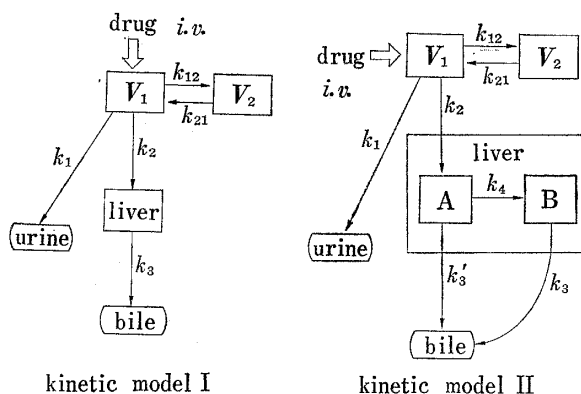 drug i.v.
V₁
k₁₂
k₂₁
V₂
k₁
k₂
liver
urine
k₃
bile
kinetic model I
drug
i.v.
V₁
k₁₂
k₂₁
V₂
k₁
k₂
liver
A
k₄
B
urine
k₃′
k₃
bile
kinetic model II